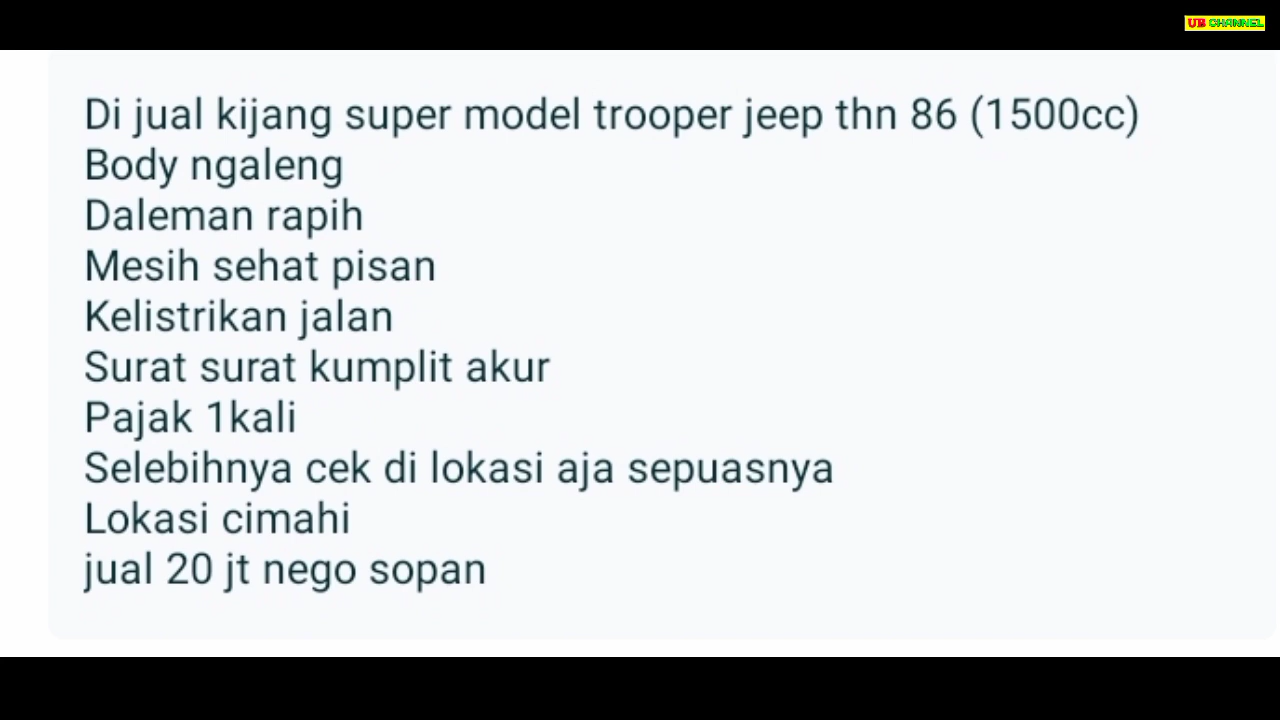 UB CHANNEL
Di jual kijang super model trooper jeep thn 86 (1500cc)
Body ngaleng
Daleman rapih
Mesih sehat pisan
Kelistrikan jalan
Surat surat kumplit akur
Pajak 1kali
Selebihnya cek di lokasi aja sepuasnya
Lokasi cimahi
jual 20 jt nego sopan